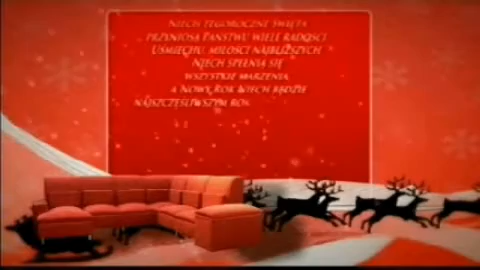 NIECH TEGOROCZNE ŚWIĘTA
PRZYNIOSĄ PAŃSTWU WIELE RADOŚCI
UŚMIECHU, MIŁOŚCI NAJBLIŻSZYCH
NIECH SPEŁNIĄ SIĘ
WSZYSTKIE MARZENIA,
A NOWY ROK NIECH BĘDZIE
NAJSZCZĘŚLIWSZYM